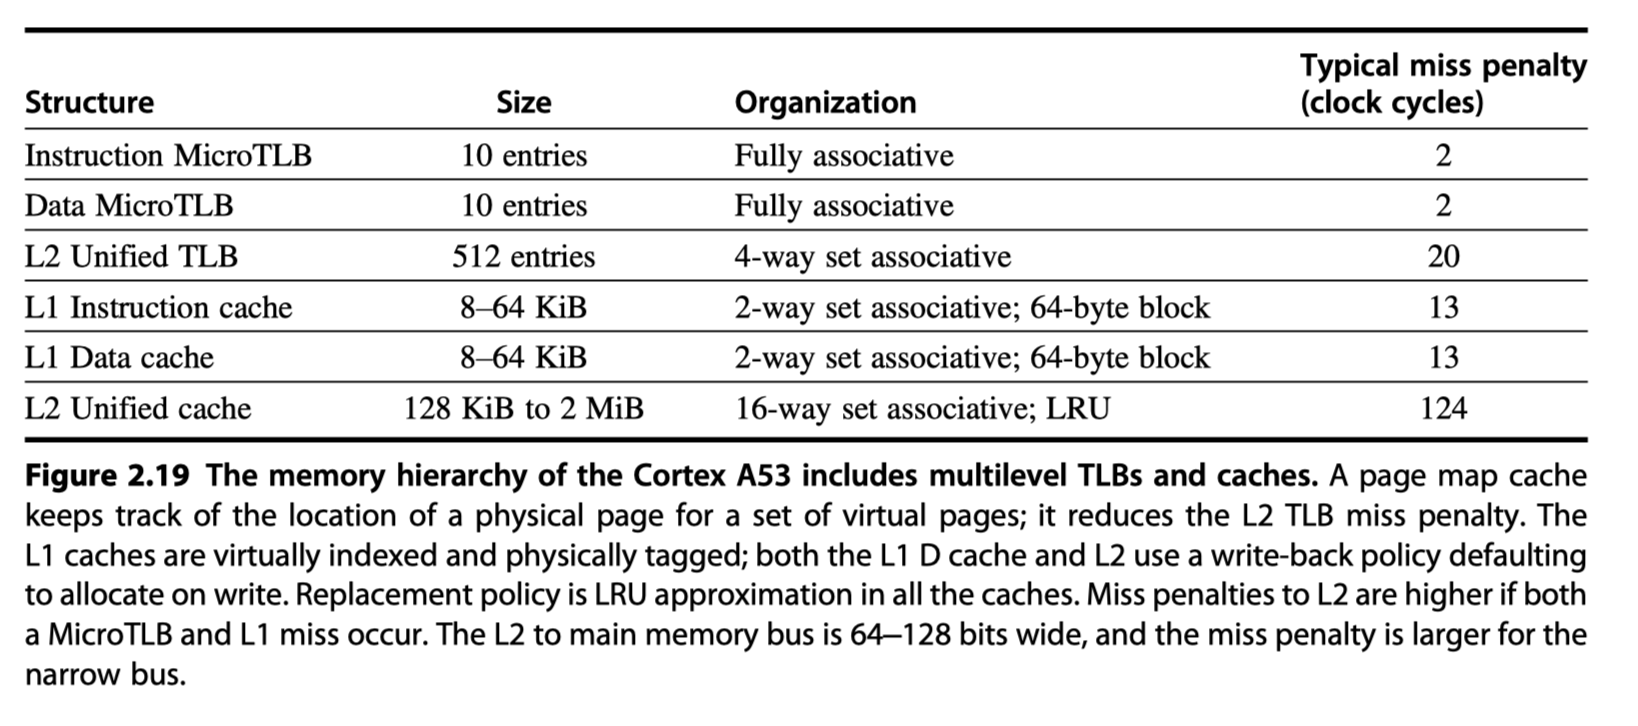 Structure Size Organization Typical miss penalty (clock cycles)
Instruction MicroTLB 10 entries Fully associative 2
Data MicroTLB 10 entries Fully associative 2
L2 Unified TLB 512 entries 4-way set associative 20
L1 Instruction cache 8–64 KiB 2-way set associative; 64-byte block 13
L1 Data cache 8–64 KiB 2-way set associative; 64-byte block 13
L2 Unified cache 128 KiB to 2 MiB 16-way set associative; LRU 124
Figure 2.19 The memory hierarchy of the Cortex A53 includes multilevel TLBs and caches. A page map cache
keeps track of the location of a physical page for a set of virtual pages; it reduces the L2 TLB miss penalty. The
L1 caches are virtually indexed and physically tagged; both the L1 D cache and L2 use a write-back policy defaulting
to allocate on write. Replacement policy is LRU approximation in all the caches. Miss penalties to L2 are higher if both
a MicroTLB and L1 miss occur. The L2 to main memory bus is 64–128 bits wide, and the miss penalty is larger for the
narrow bus.